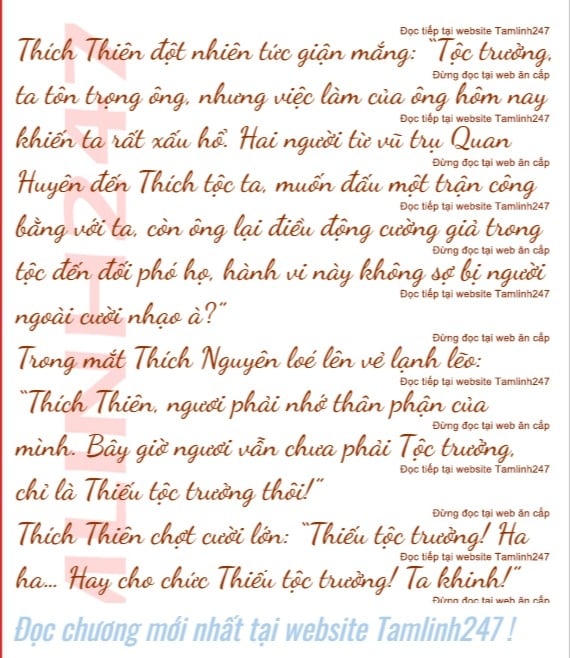 Đọc tiếp tại website Tamlinh247
Thích Thiên đột nhiên tức giận mắng: “Tộc trưởng,
Đừng đọc tại web ăn cắp
ta tôn trọng ông, nhưng việc làm của ông hôm nay
Đọc tiếp tại website Tamlinh247
khiến ta rất xấu hổ. Hai người từ vũ trụ Quan
Đừng đọc tại web ăn cắp
Huyên đến Thích tộc ta, muốn đấu một trận công
Đọc tiếp tại website Tamlinh247
bằng với ta, còn ông lại điều động cường giả trong
Đừng đọc tại web ăn cắp
tộc đến đối phó họ, hành vi này không sợ bị người
Đọc tiếp tại website Tamlinh247
ngoài cười nhạo à?”
Đừng đọc tại web ăn cắp
Trong mắt Thích Nguyên loé lên vẻ lạnh lẽo:
Đọc tiếp tại website Tamlinh247
“Thích Thiên, ngươi phải nhớ thân phận của
Đừng đọc tại web ăn cắp
mình. Bây giờ ngươi vẫn chưa phải Tộc trưởng,
Đọc tiếp tại website Tamlinh247
chỉ là Thiếu tộc trưởng thôi!”
Đừng đọc tại web ăn cắp
Thích Thiên chợt cười lớn: “Thiếu tộc trưởng! Ha
Đọc tiếp tại website Tamlinh247
ha... Hay cho chức Thiếu tộc trưởng! Ta khinh!”
Đừng đọc tại web ăn cắp
ALINH247
Đọc chương mới nhất tại website Tamlinh247 !